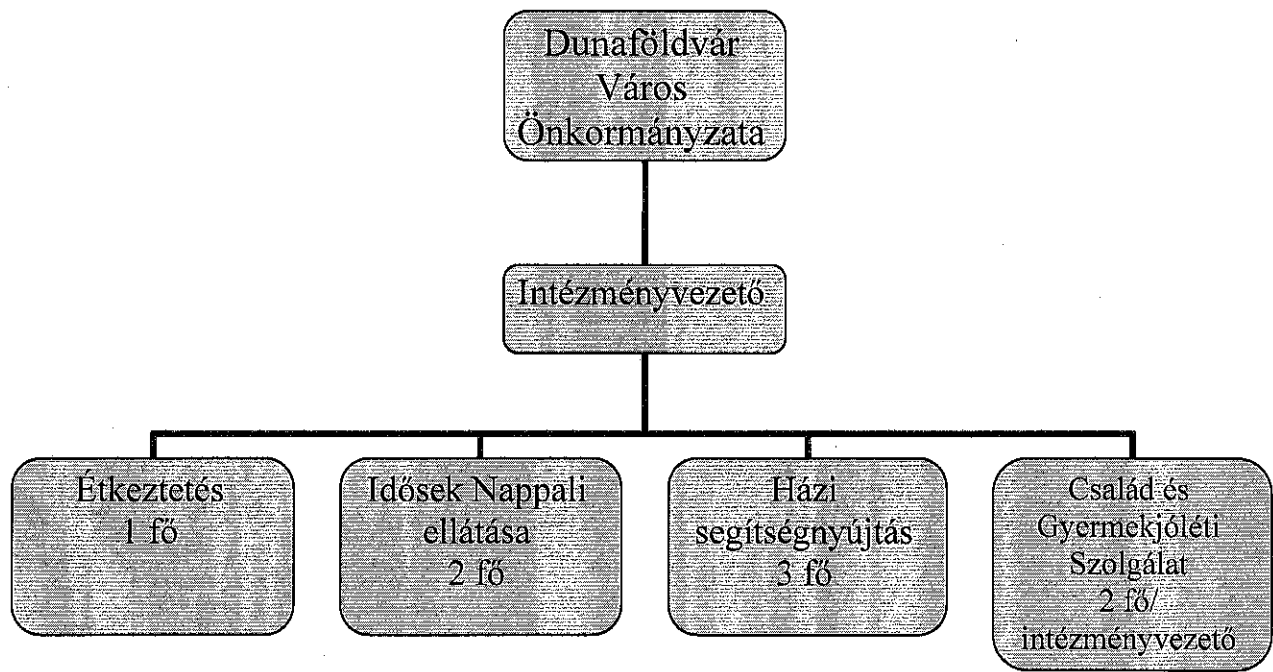 Dunaföldvár
Város
Önkormányzata
Intézményvezető
Étkeztetés
1 fő
Idősek Nappali
ellátása
2 fő
Házi
segítségnyújtás
3 fő
Család és
Gyermekjóléti
Szolgálat
2 fő/
intézményvezető